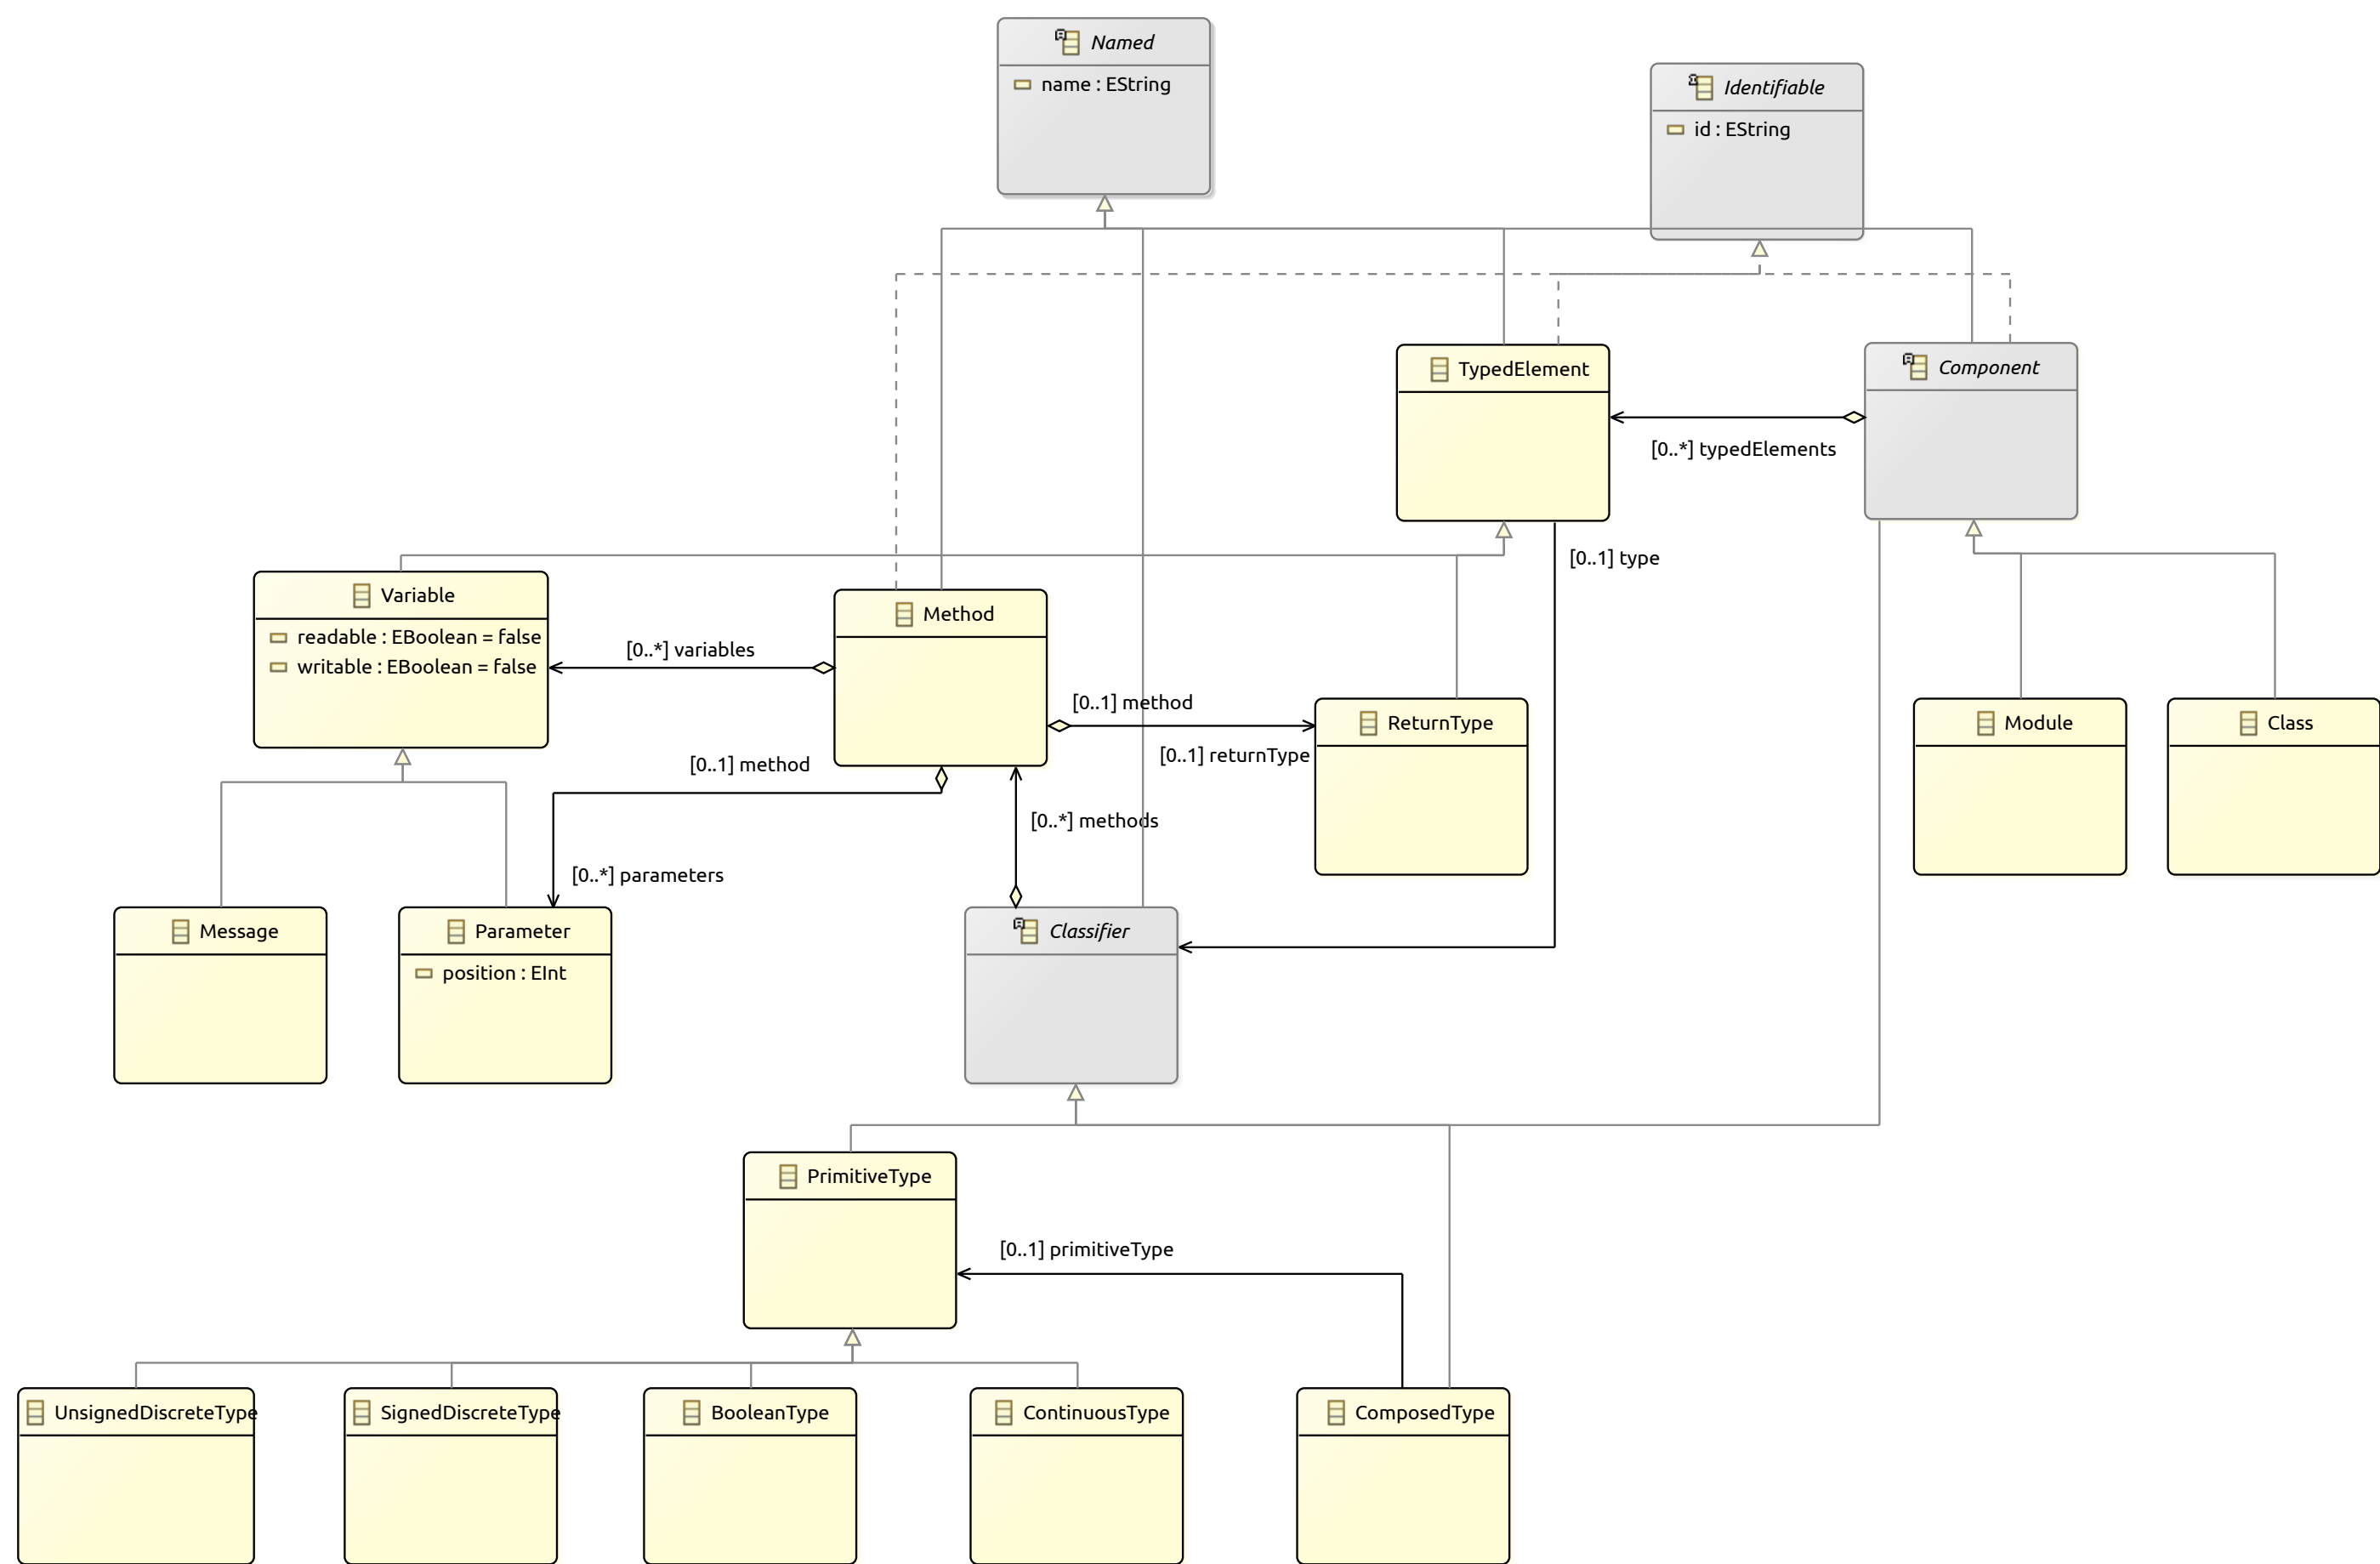 Named
name : EString
Identifiable
id : EString
TypedElement
Component
[0..*] typedElements
[0..1] type
Variable
readable : EBoolean = false
writable : EBoolean = false
[0..*] variables
Method
[0..1] method
[0..1] returnType
ReturnType
Module
Class
[0..1] method
[0..*] parameters
[0..*] methods
Message
Parameter
position : EInt
Classifier
PrimitiveType
[0..1] primitiveType
UnsignedDiscreteType
SignedDiscreteType
BooleanType
ContinuousType
ComposedType